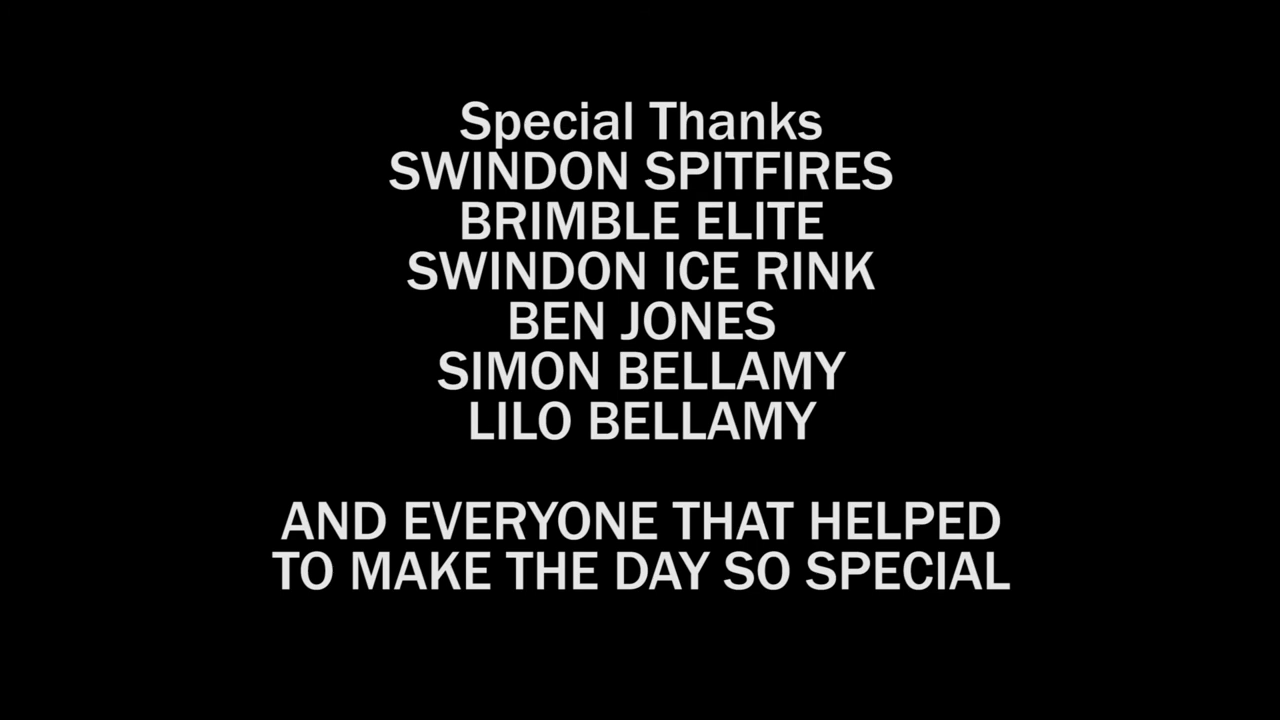 Special Thanks
SWINDON SPITFIRES
BRIMBLE ELITE
SWINDON ICE RINK
BEN JONES
SIMON BELLAMY
LILO BELLAMY
AND EVERYONE THAT HELPED
TO MAKE THE DAY SO SPECIAL